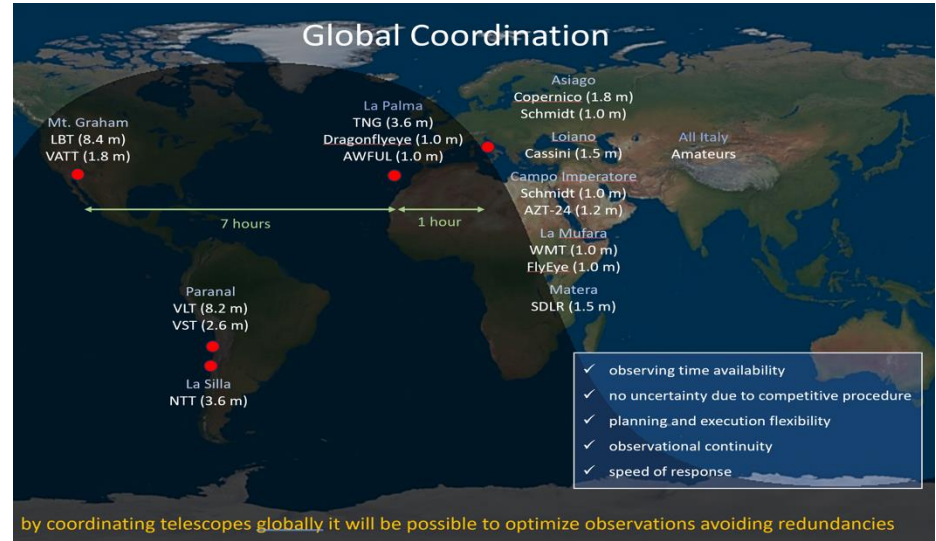 Global Coordination
Mt. Graham
LBT (8.4 m)
VATT (1.8 m)
La Palma
TNG (3.6 m)
Dragonflyeye (1.0 m)
AWFUL (1.0 m)
Asiago
Copernico (1.8 m)
Schmidt (1.0 m)
Loiano
Cassini (1.5 m)
Campo Imperatore
Schmidt (1.0 m)
AZT-24 (1.2 m)
La Mufara
WMT (1.0 m)
FlyEye (1.0 m)
Matera
SDLR (1.5 m)
All Italy
Amateurs
7 hours
1 hour
Paranal
VLT (8.2 m)
VST (2.6 m)
La Silla
NTT (3.6 m)
✓ observing time availability
✓ no uncertainty due to competitive procedure
✓ planning and execution flexibility
✓ observational continuity
✓ speed of response
by coordinating telescopes globally it will be possible to optimize observations avoiding redundancies